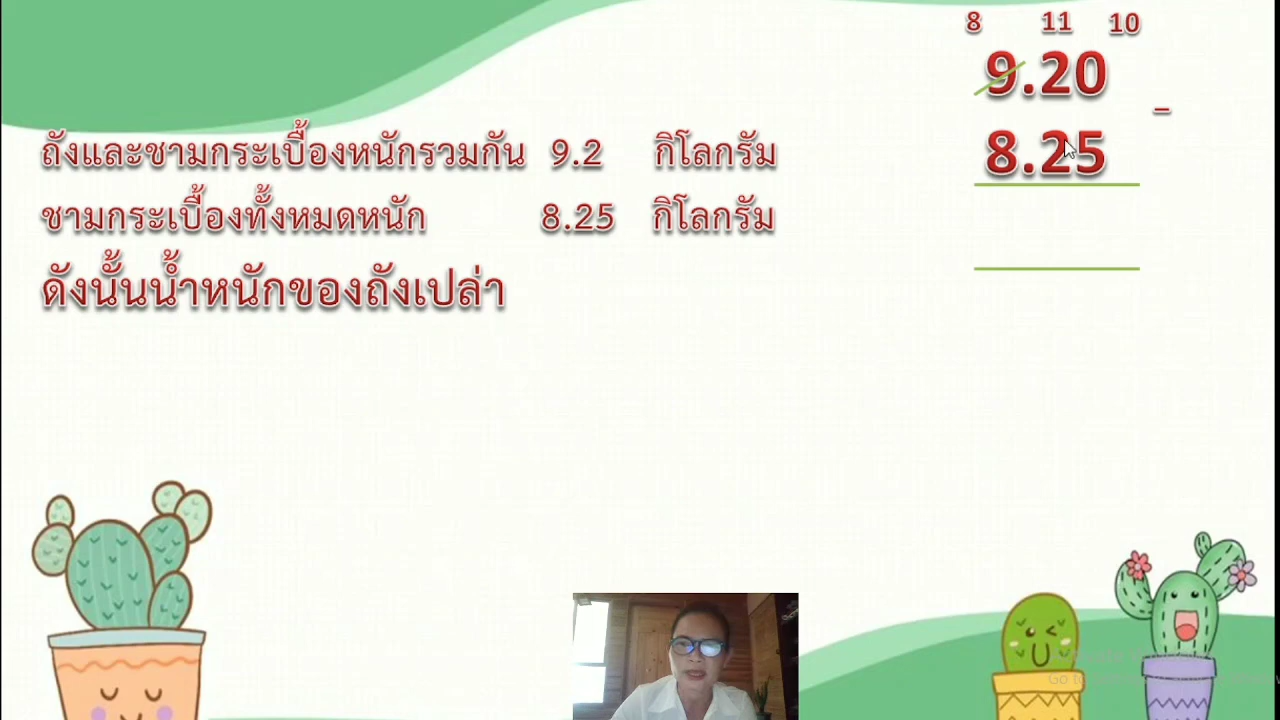 8 11 10
9.20
–
8.25
ถังและชามกระเบื้องหนักรวมกัน 9.2 กิโลกรัม
ชามกระเบื้องทั้งหมดหนัก 8.25 กิโลกรัม
ดังนั้นน้ำหนักของถังเปล่า